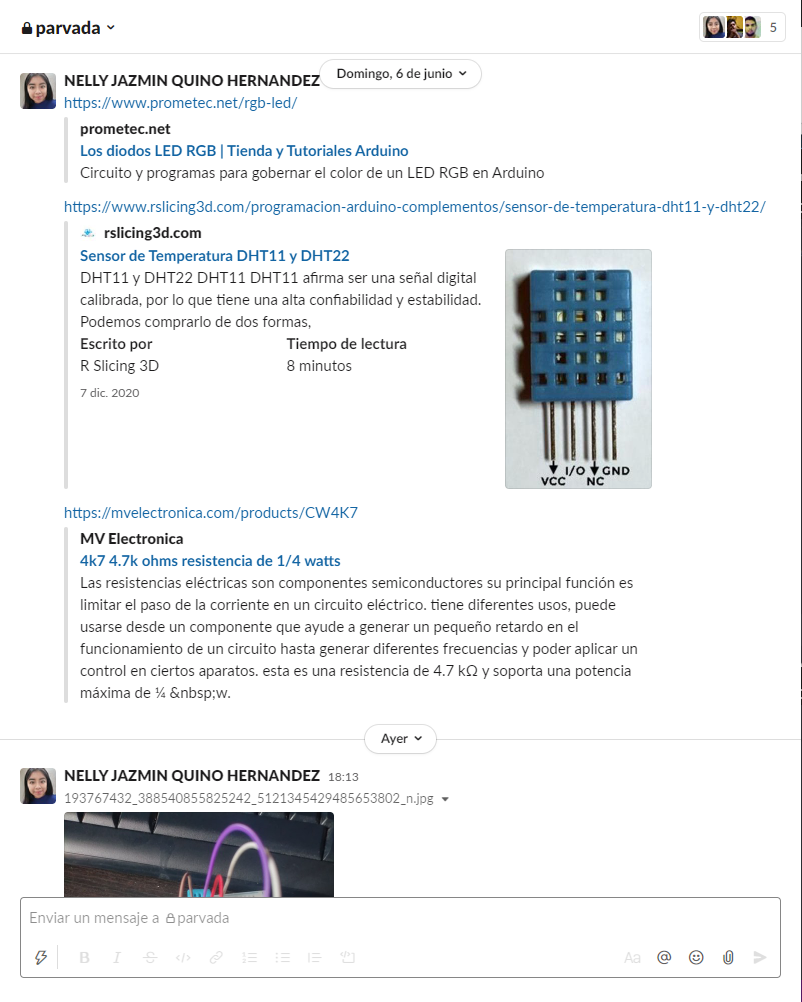 parvada
5
Domingo, 6 de junio
NELLY JAZMIN QUINO HERNANDEZ
https://www.prometec.net/rgb-led/
prometec.net
Los diodos LED RGB | Tienda y Tutoriales Arduino
Circuito y programas para gobernar el color de un LED RGB en Arduino
https://www.rslicing3d.com/programacion-arduino-complementos/sensor-de-temperatura-dht11-y-dht22/
rslicing3d.com
Sensor de Temperatura DHT11 y DHT22
DHT11 y DHT22 DHT11 DHT11 afirma ser una señal digital
calibrada, por lo que tiene una alta confiabilidad y estabilidad.
Podemos comprarlo de dos formas,
Escrito por
Tiempo de lectura
R Slicing 3D
8 minutos
7 dic. 2020
I/O GND
VCC NC
https://mvelectronica.com/products/CW4K7
MV Electronica
4k7 4.7k ohms resistencia de 1/4 watts
Las resistencias eléctricas son componentes semiconductores su principal función es
limitar el paso de la corriente en un circuito eléctrico. tiene diferentes usos, puede
usarse desde un componente que ayude a generar un pequeño retardo en el
funcionamiento de un circuito hasta generar diferentes frecuencias y poder aplicar un
control en ciertos aparatos. esta es una resistencia de 4.7 kΩ y soporta una potencia
máxima de ¼ &nbsp;w.
Ayer
NELLY JAZMIN QUINO HERNANDEZ 18:13
193767432_388540855825242_5121345429485653802_n.jpg
Enviar un mensaje a parvada
B I S </> Aa @